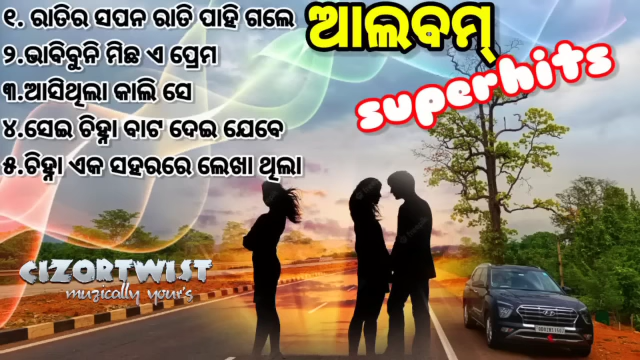 ୧. ରାତିର ସପନ ରାତି ପାହି ଗଲେ
୨.ଭାବିବୁନି ମିଛ ଏ ପ୍ରେମ
୩.ଆସିଥିଲା କାଲି ସେ
୪.ସେଇ ଚିହ୍ନା ବାଟ ଦେଇ ଯେବେ
୫.ଚିହ୍ନା ଏକ ସହରରେ ଲେଖା ଥିଲା
ଆଲବମ୍
superhits
CIZORTWIST
muzically your's